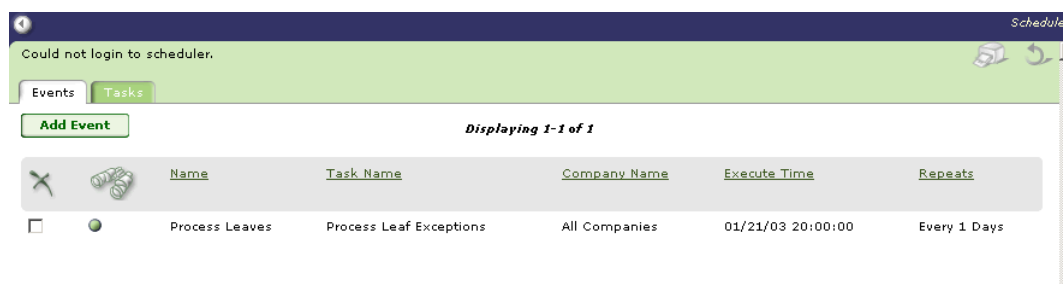 Schedule
Could not login to scheduler.
Events Tasks
Add Event
Displaying 1-1 of 1
Name Task Name Company Name Execute Time Repeats
Process Leaves Process Leaf Exceptions All Companies 01/21/03 20:00:00 Every 1 Days